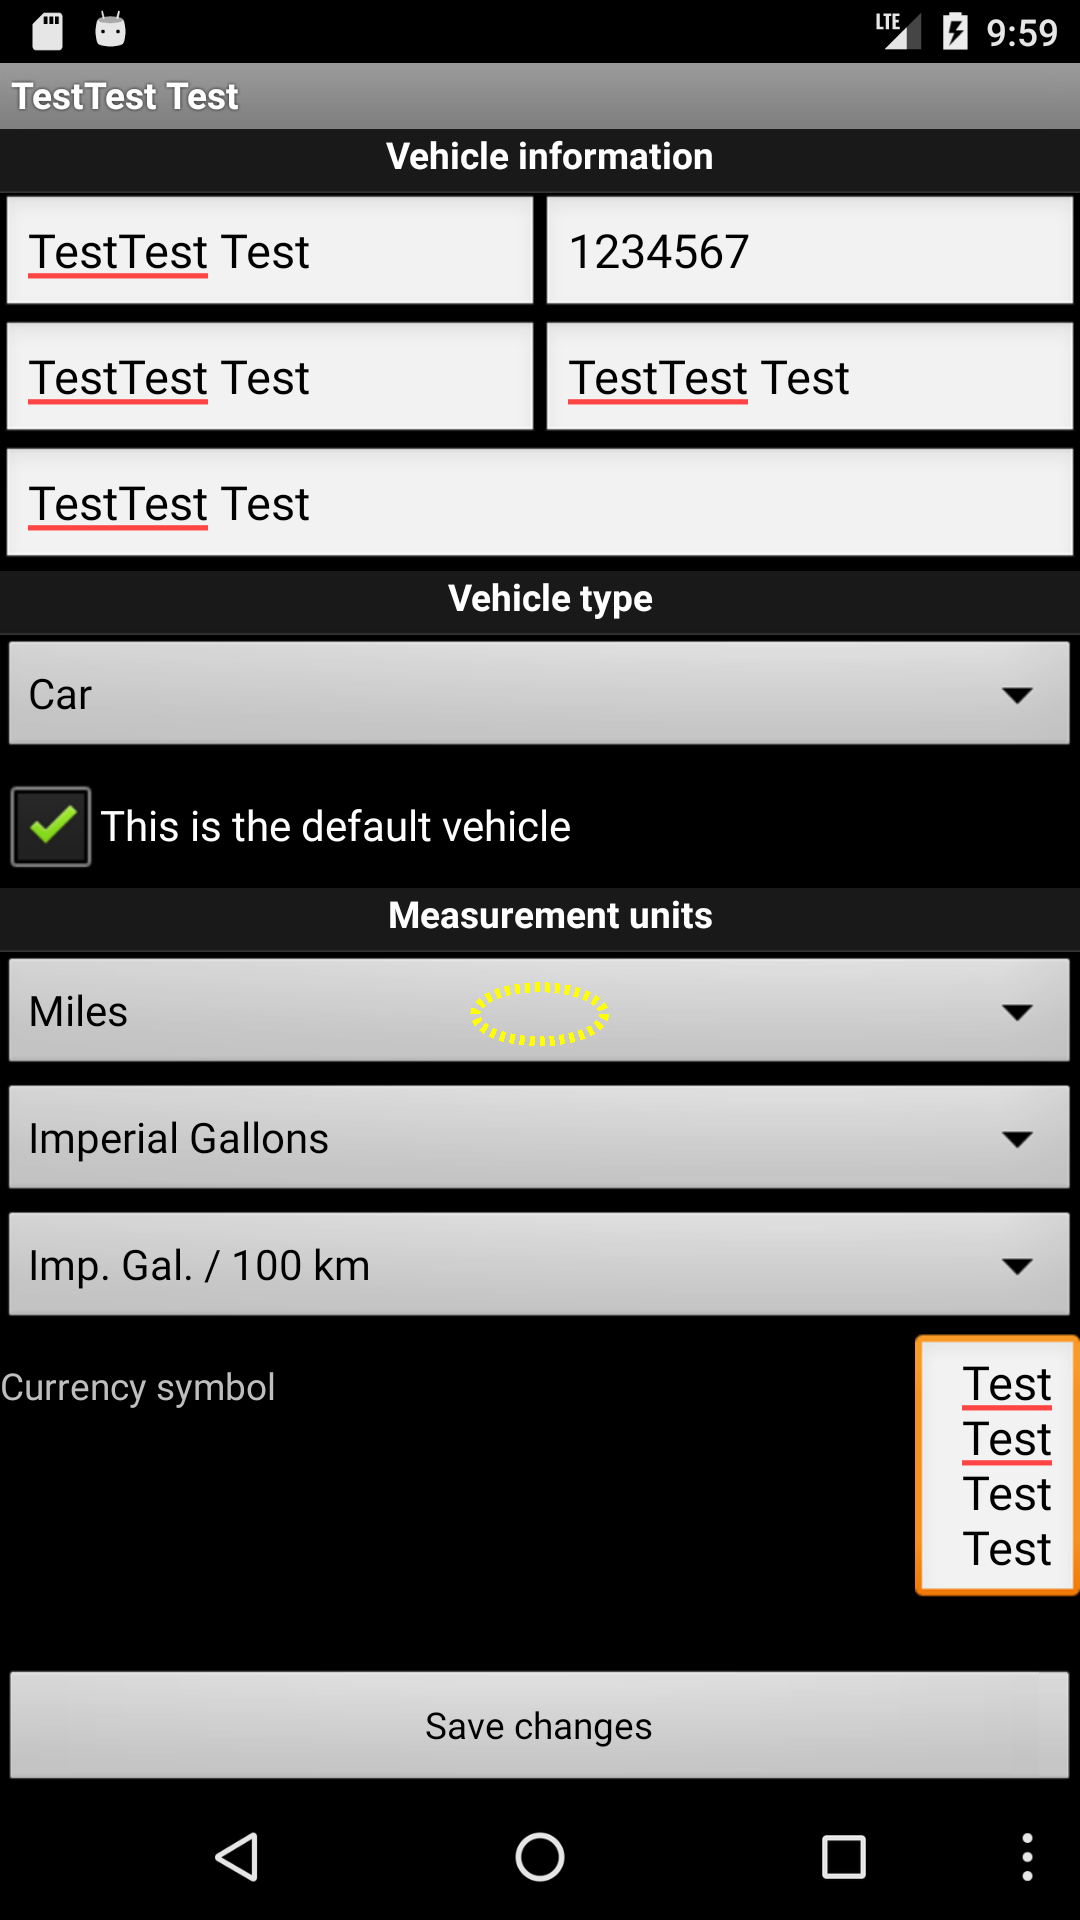 LTE 9:59
TestTest Test
Vehicle information
TestTest Test 1234567
TestTest Test TestTest Test
TestTest Test
Vehicle type
Car
This is the default vehicle
Measurement units
Miles
Imperial Gallons
Imp. Gal. / 100 km
Currency symbol
Test
Test
Test
Test
Save changes